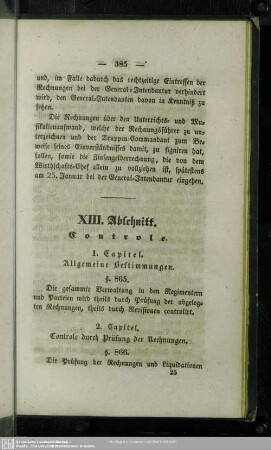 — 385 —
und, im Falle dadurch das rechtzeitige Eintreffen der
Rechnungen bei der General-Intendantur verhindert
wird, den General-Intendanten davon in Kenntniß zu
setzen.
Die Rechnungen über den Unterrichts- und Mu-
sikalienaufwand, welche der Rechnungsführer zu un-
terzeichnen und der Truppen-Commandant zum Be-
weise seines Einverständnisses damit, zu signiren hat,
sollen, sowie die Zinsengelderrechnung, die von dem
Wirthschafts-Chef allein zu vollziehen ist, spätestens
am 25. Januar bei der General-Intendantur eingehen.
XIII. Abschnitt.
Controle.
1. Capitel.
Allgemeine Bestimmungen.
§. 865.
Die gesammte Verwaltung in den Regimentern
und Parteien wird theils durch Prüfung der abgeleg-
ten Rechnungen, theils durch Revisionen controlirt.
2. Capitel.
Controle durch Prüfung der Rechnungen.
§. 866.
Die Prüfung der Rechnungen und Liquidationen
25